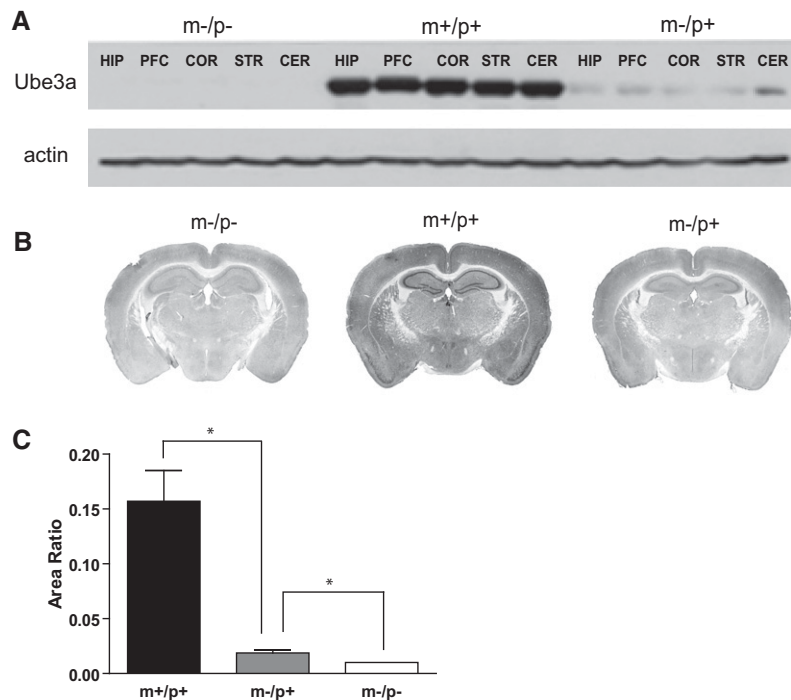 A
m-/p- m+/p+ m-/p+
HIP PFC COR STR CER HIP PFC COR STR CER HIP PFC COR STR CER
Ube3a
actin
B
m-/p- m+/p+ m-/p+
C
*
*
0.20
0.15
0.10
0.05
0.00
Area Ratio
m+/p+ m-/p+ m-/p-